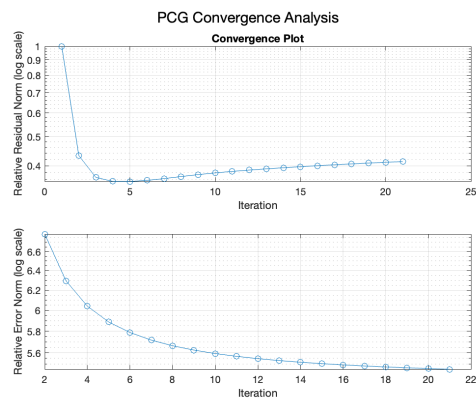 PCG Convergence Analysis
Convergence Plot
Relative Residual Norm (log scale)
1
0.9
0.8
0.7
0.6
0.5
0.4
0 5 10 15 20 25
Iteration
Relative Error Norm (log scale)
6.6
6.4
6.2
6
5.8
5.6
2 4 6 8 10 12 14 16 18 20 22
Iteration